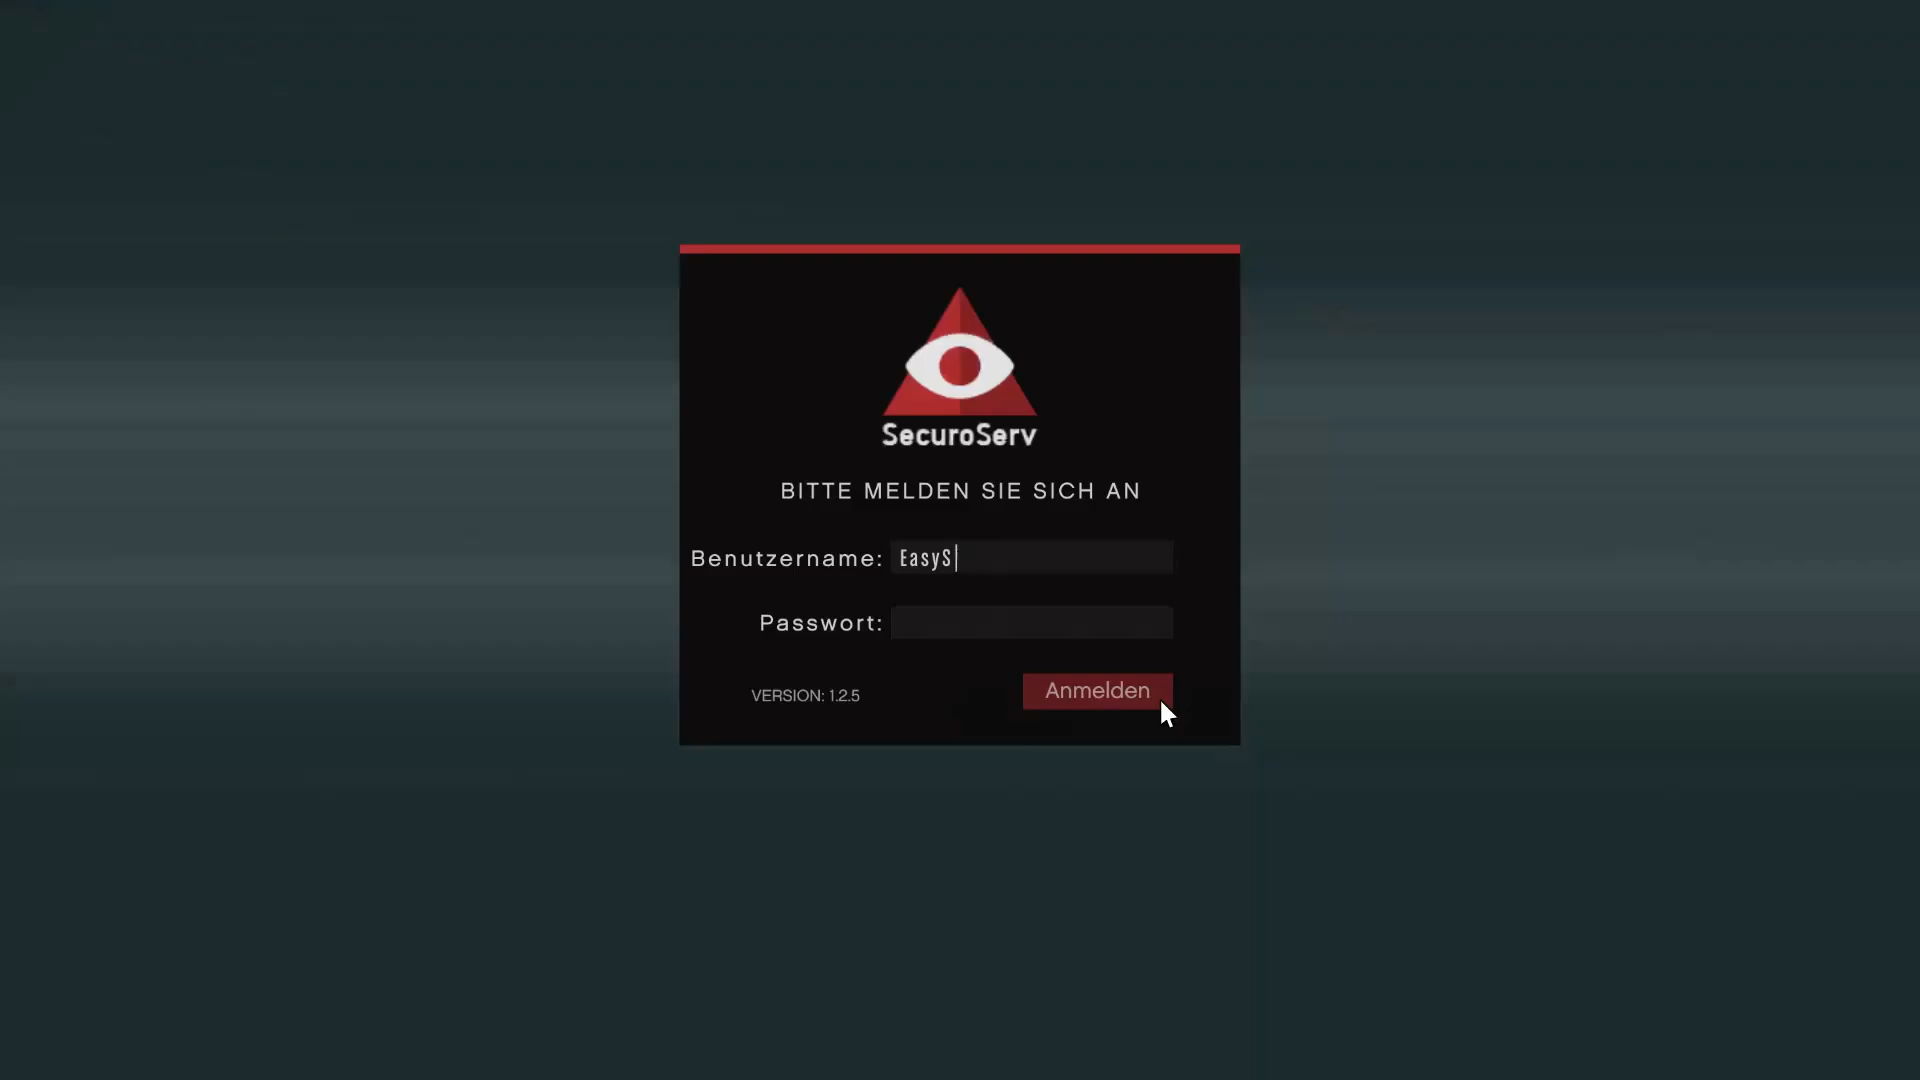 SecuroServ
BITTE MELDEN SIE SICH AN
Benutzername: EasyS
Passwort:
VERSION: 1.2.5 Anmelden